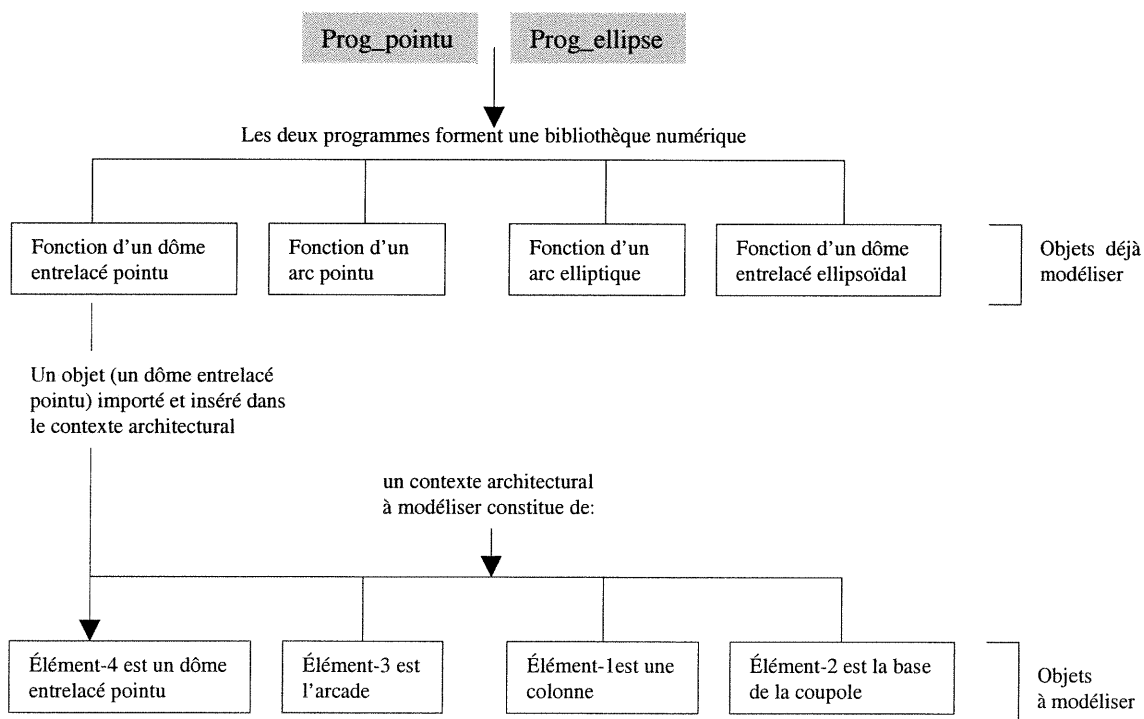 Prog_pointu
Prog_ellipse
Les deux programmes forment une bibliothèque numérique
Fonction d'un dôme
entrelacé pointu
Fonction d'un
arc pointu
Fonction d'un
arc elliptique
Fonction d'un dôme
entrelacé ellipsoïdal
Objets déjà
modéliser
Un objet (un dôme entrelacé
pointu) importé et inséré dans
le contexte architectural
un contexte architectural
à modéliser constitue de:
Élément-4 est un dôme
entrelacé pointu
Élément-3 est
l'arcade
Élément-1est une
colonne
Élément-2 est la base
de la coupole
Objets
à modéliser